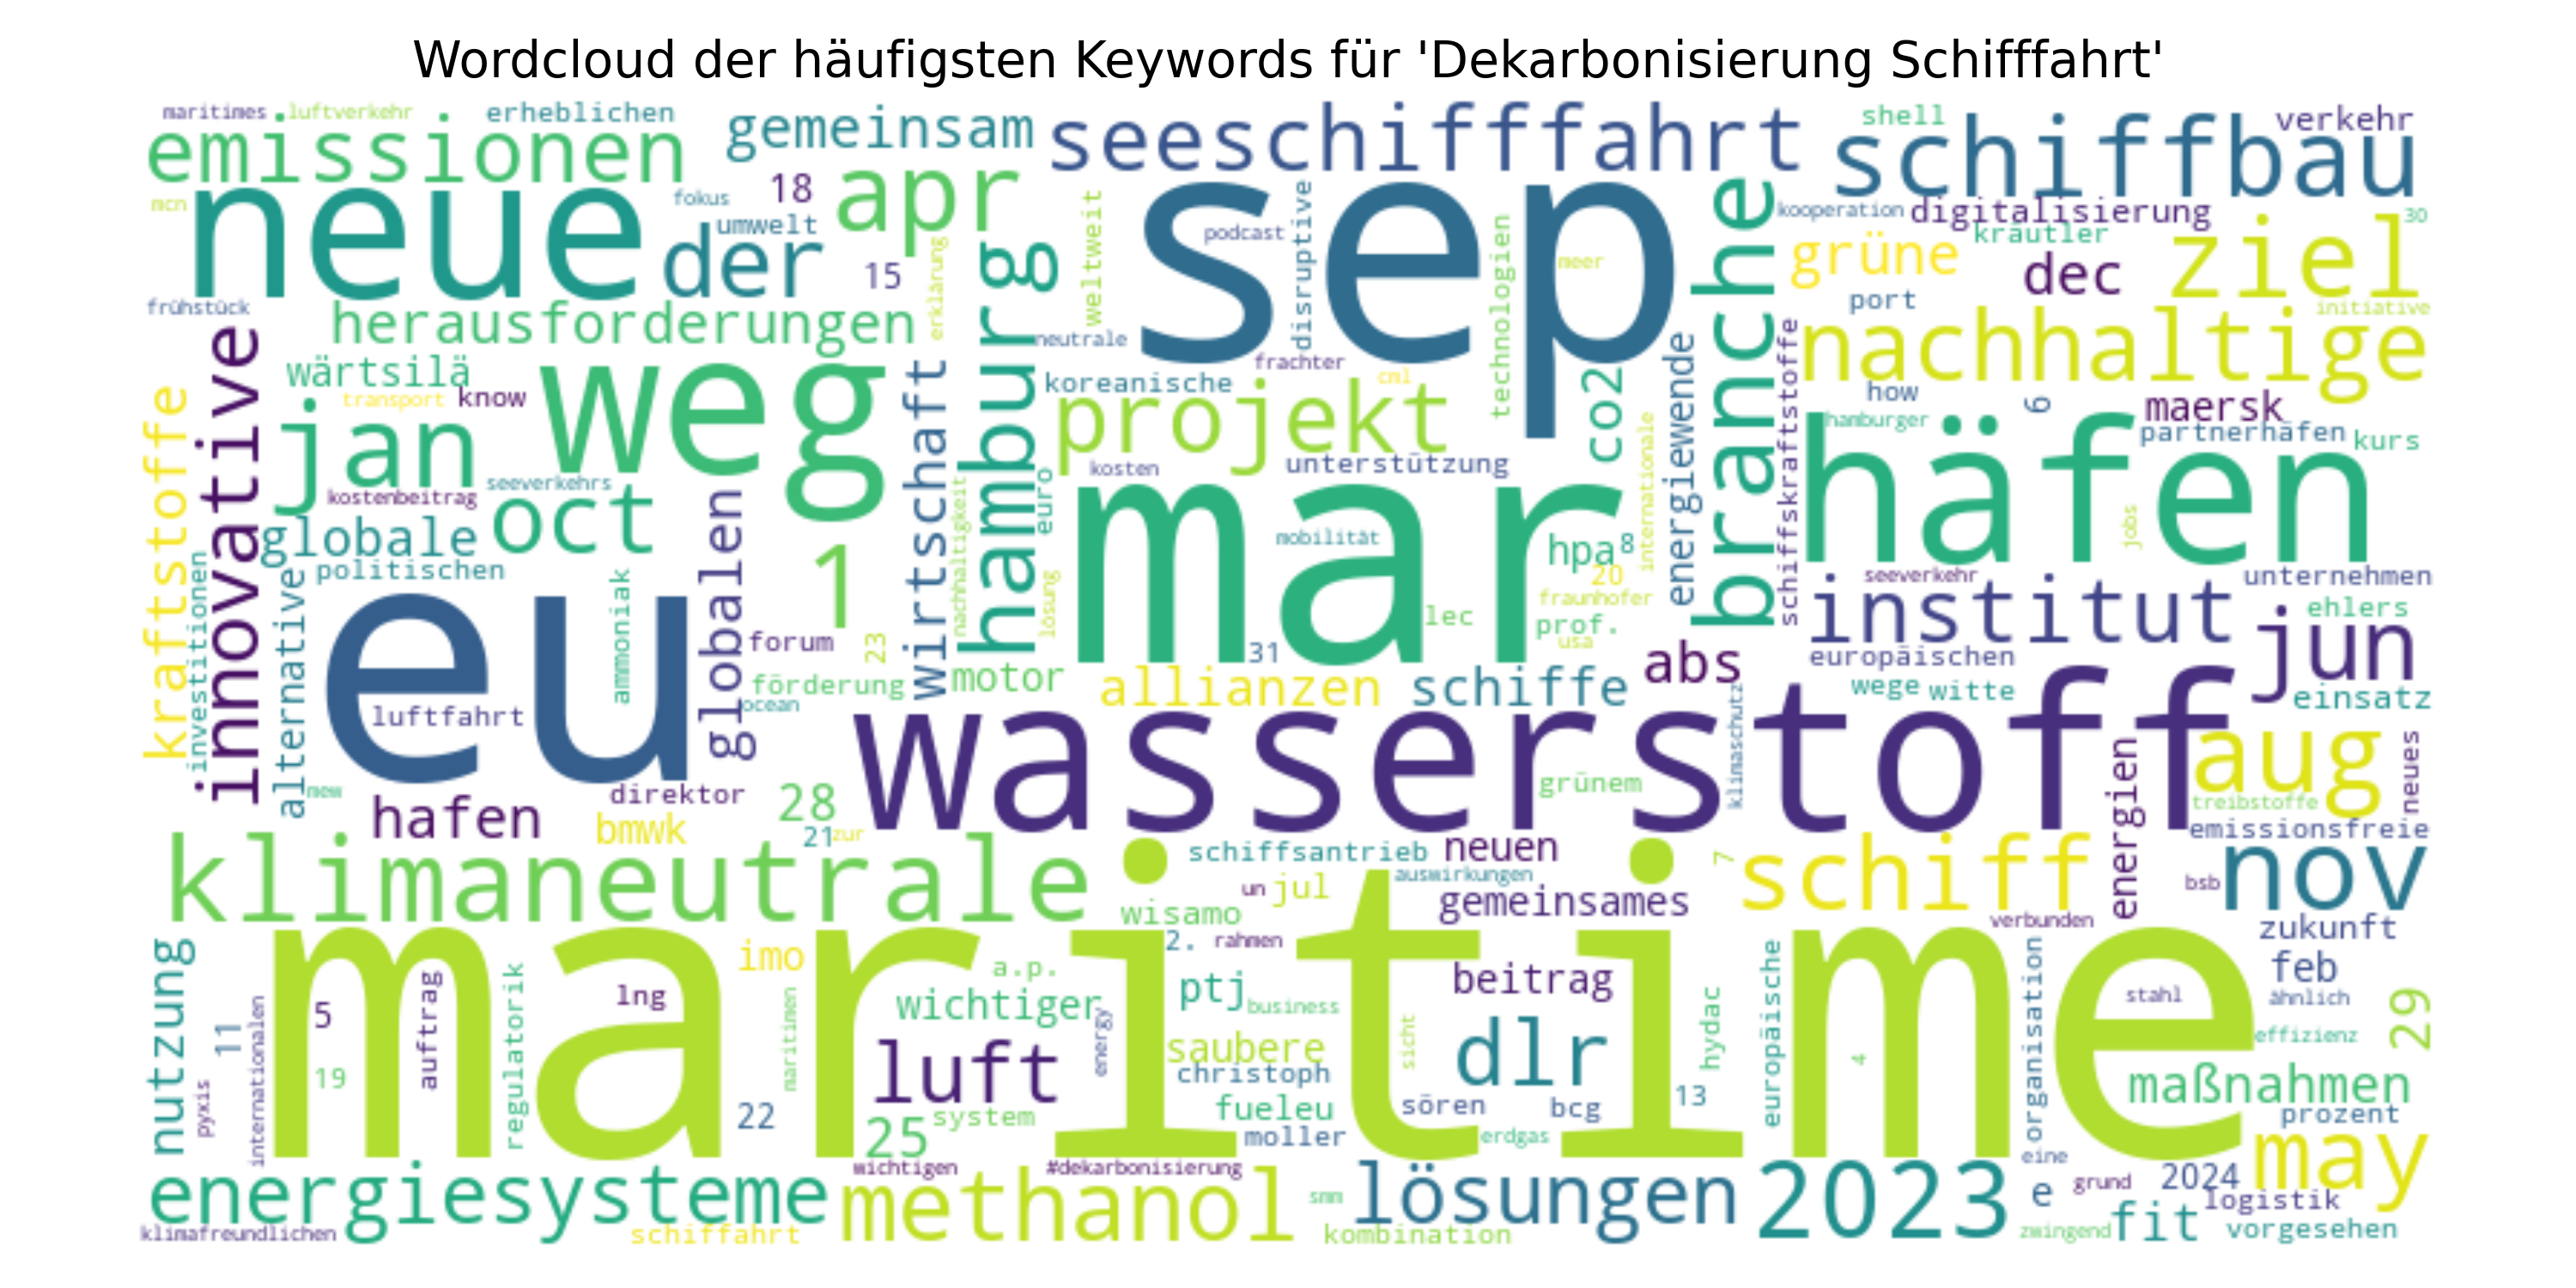 Wordcloud der häufigsten Keywords für 'Dekarbonisierung Schifffahrt'
maritimes luftverkehr erheblichen
emissionen
gemeinsam
seeschifffahrt
shell
schiffbau
verkehr
mcn
neue
fokus
18
apr
umwelt
der
15
erklärung
weltweit
sep
podcast
disruptive
technologien
meer
branche
kooperation
digitalisierung
30
kräutler
grüne
dec
ziel
port
initiative
frühstück
herausforderungen
hamburg
neutrale
frachter
nachhaltige
innovative
wärtsilä
transport
know
weg
wirtschaft
koreanische
cml
projekt
co2
energiewende
schiffskraftstoffe
how
6
maersk
hamburger
partnerhäfen
kurs
häfen
jobs
kraftstoffe
jan
kostenbeitrag
seeverkehrs
oct
globale
politischen
globalen
1
kosten
unterstützung
euro
nachhaltigkeit
lösung
mar
mobilität
hpa
8
internationale
20
fraunhofer
prof.
usa
lec
31
investitionen
alternative
eu
luftfahrt
ammoniak
forum
23
förderung
ocean
motor
allianzen
schiffe
abs
seeverkehr
unternehmen
institut
ehlers
jun
europäischen
wege
witte
einsatz
mew
hafen
direktor
bmwk
28
21
zur
wasserstoff
grünem
klimaschutz
energien
aug
neues
treibstoffe
emissionsfreie
klimaneutrale
schiffsantrieb
neuen
auswirkungen
un
jul
gemeinsames
wisamo
7
schiff
bsb
nov
verbunden
zukunft
nutzung
maritime
imo
2.
rahmen
a.p.
wichtiger
ptj
business
beitrag
feb
stahl
ähnlich
29
effizienz
5
auftrag
regulatorik
lng
maritimen
11
internationalen
19
pyxis
22
luft
energy
25
system
saubere
christoph
fueleu
moller
sicht
dlr
sören
bcg
erdgas
hydac
13
europäische
4
organisation
maßnahmen
prozent
may
eine
energiesysteme
wichtigen
#dekarbonisierung
methanol
smm
lösungen
2023
e
grund
2024
logistik
klimafreundlichen
schiffahrt
kombination
zwingend
fit
vorgesehen